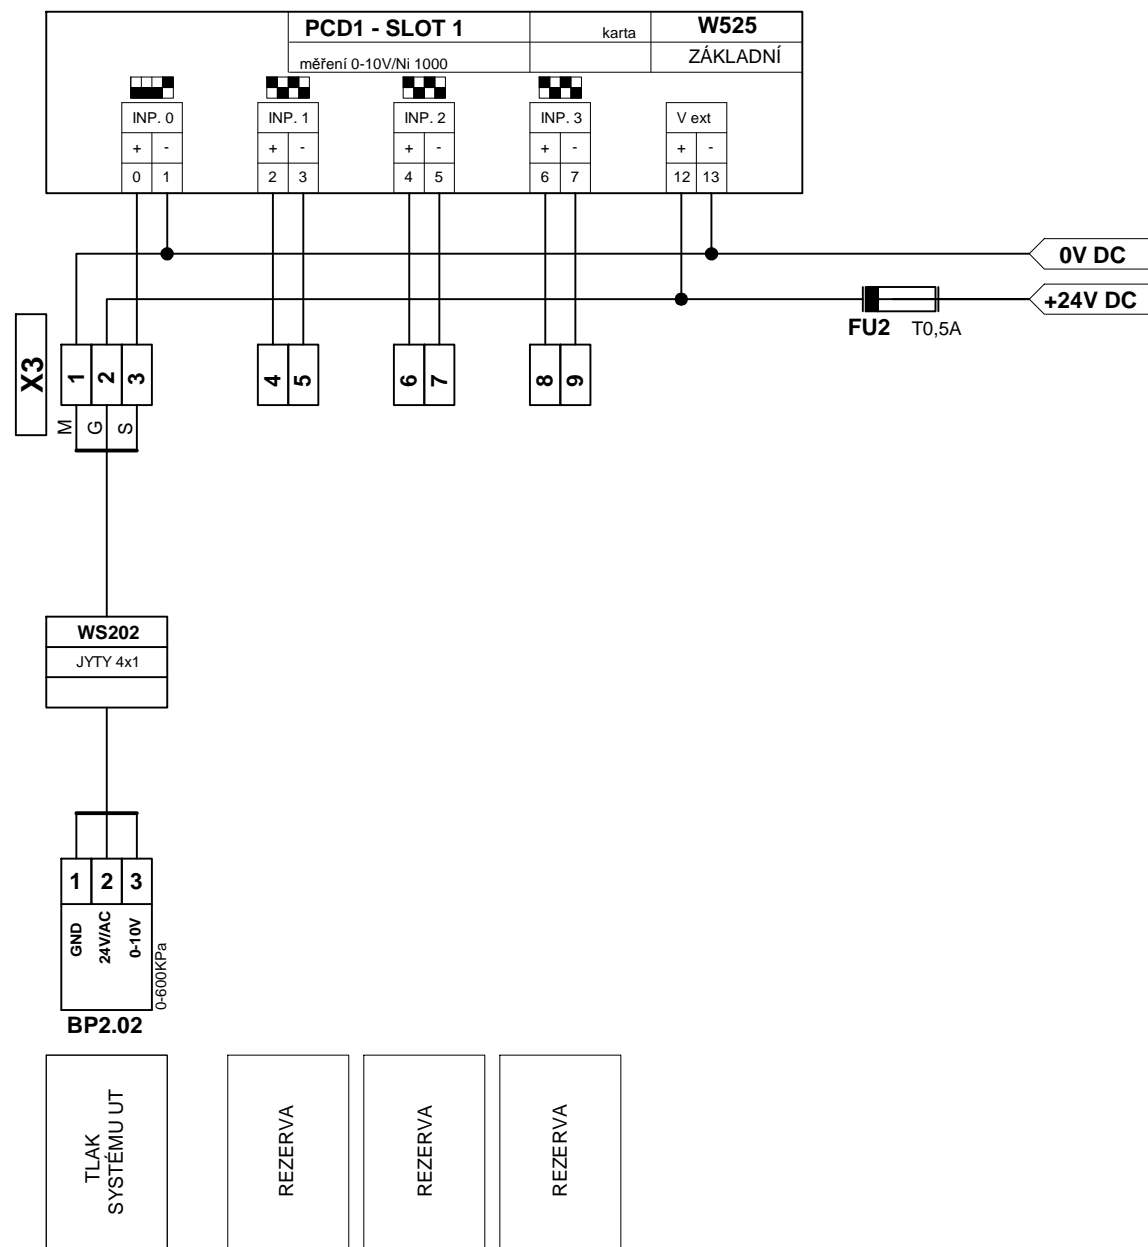 PCD1 - SLOT 1
karta
W525
měření 0-10V/Ni 1000
ZÁKLADNÍ
INP. 0
INP. 1
INP. 2
INP. 3
V ext
+ -
+ -
+ -
+ -
+ -
0 1
2 3
4 5
6 7
12 13
0V DC
+24V DC
FU2 T0,5A
X3
1 2 3
4 5
6 7
8 9
M G S
WS202
JYTY 4x1
1 2 3
GND
24V/AC
0-10V
0-600KPa
BP2.02
TLAK
SYSTÉMU UT
REZERVA
REZERVA
REZERVA